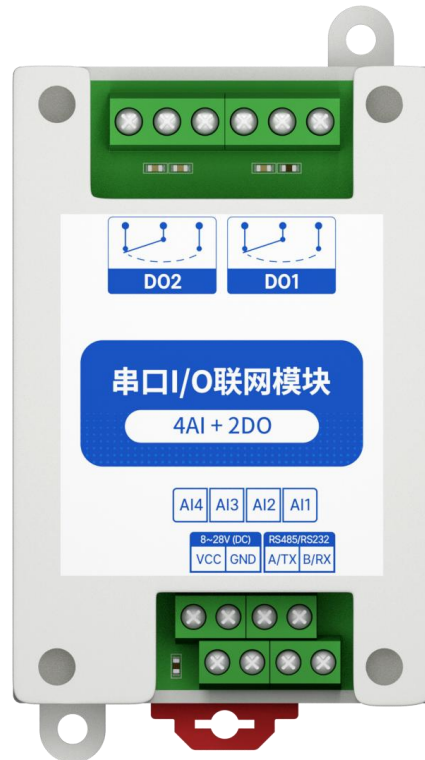 DO2 DO1
串口I/O联网模块
4AI + 2DO
AI4 AI3 AI2 AI1
8~28V (DC) RS485/RS232
VCC GND A/TX B/RX